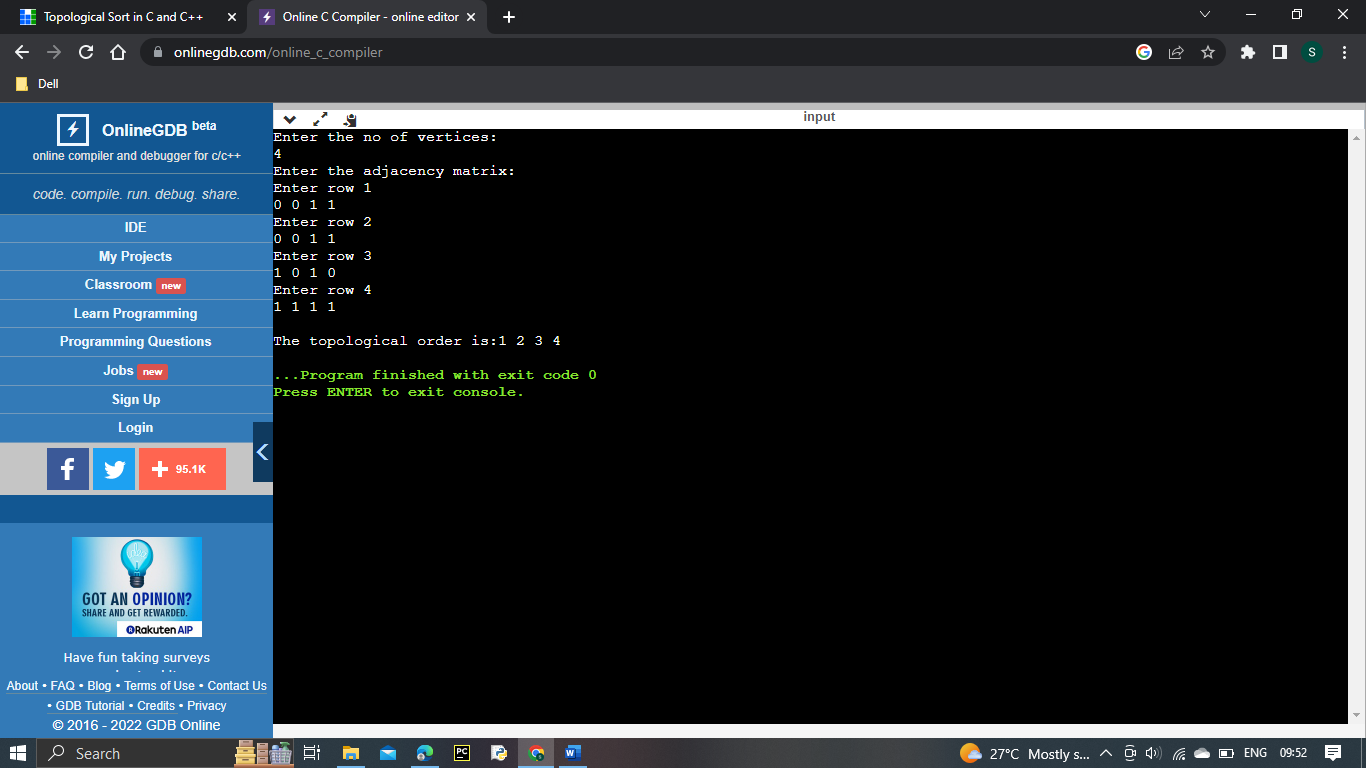 Topological Sort in C and C++
Online C Compiler - online editor
onlinegdb.com/online_c_compiler
S
Dell
OnlineGDB beta
online compiler and debugger for c/c++
code. compile. run. debug. share.
IDE
My Projects
Classroom new
Learn Programming
Programming Questions
Jobs new
Sign Up
Login
f
95.1K
GOT AN OPINION?
SHARE AND GET REWARDED.
Rakuten AIP
Have fun taking surveys
About • FAQ • Blog • Terms of Use • Contact Us
• GDB Tutorial • Credits • Privacy
© 2016 - 2022 GDB Online
input
Enter the no of vertices:
4
Enter the adjacency matrix:
Enter row 1
0 0 1 1
Enter row 2
0 0 1 1
Enter row 3
1 0 1 0
Enter row 4
1 1 1 1
The topological order is:1 2 3 4
...Program finished with exit code 0
Press ENTER to exit console.
Search
PC
W
27°C Mostly s...
ENG
09:52